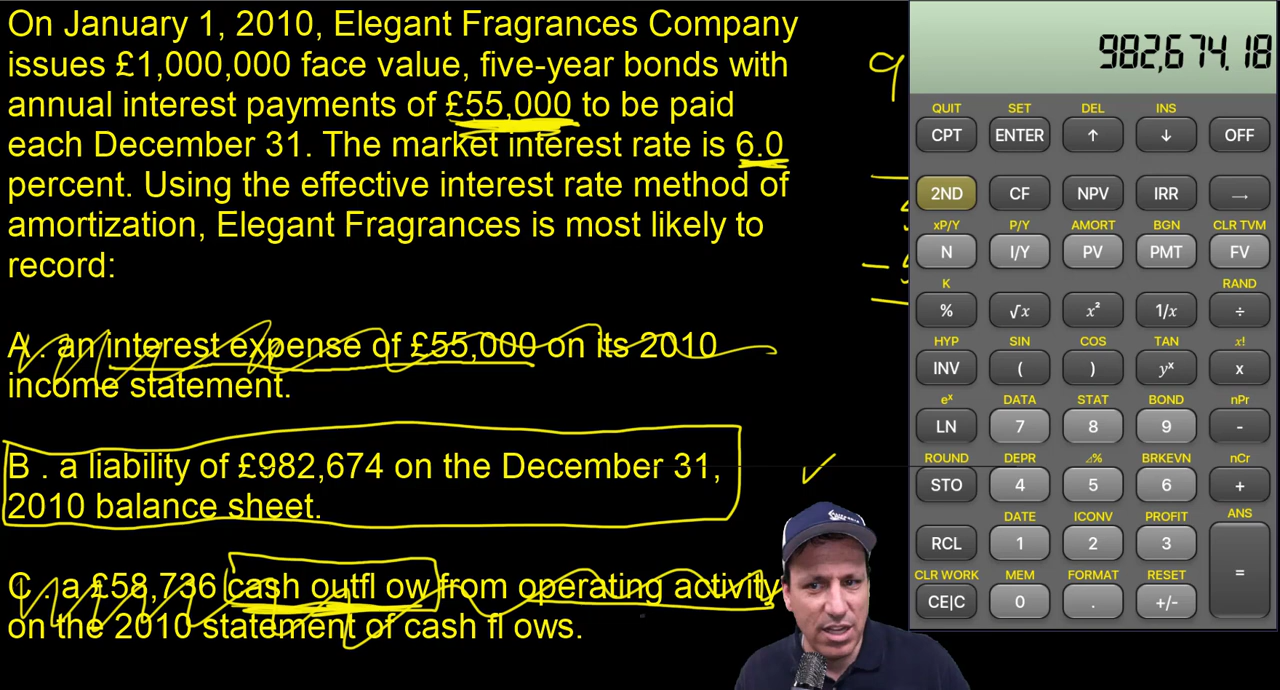 On January 1, 2010, Elegant Fragrances Company
issues £1,000,000 face value, five-year bonds with
annual interest payments of £55,000 to be paid
each December 31. The market interest rate is 6.0
percent. Using the effective interest rate method of
amortization, Elegant Fragrances is most likely to
record:
A . an interest expense of £55,000 on its 2010
income statement.
B . a liability of £982,674 on the December 31,
2010 balance sheet.
C . a £58,736 cash outfl ow from operating activity
on the 2010 statement of cash fl ows.
9
982,674.18
QUIT SET DEL INS
CPT ENTER ↑ ↓ OFF
2ND CF NPV IRR →
xP/Y P/Y AMORT BGN CLR TVM
N I/Y PV PMT FV
K RAND
% √x x² 1/x ÷
HYP SIN COS TAN x!
INV ( ) yˣ x
eˣ DATA STAT BOND nPr
LN 7 8 9 -
ROUND DEPR ⊿% BRKEVN nCr
STO 4 5 6 +
DATE ICONV PROFIT ANS
RCL 1 2 3 =
CLR WORK MEM FORMAT RESET
CE|C 0 . +/-